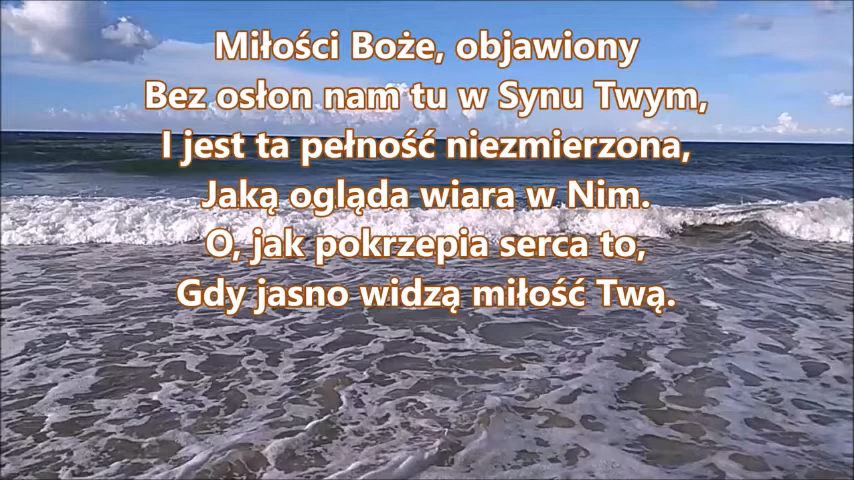 Miłości Boże, objawiony
Bez osłon nam tu w Synu Twym,
I jest ta pełność niezmierzona,
Jaką ogląda wiara w Nim.
O, jak pokrzepia serca to,
Gdy jasno widzą miłość Twą.